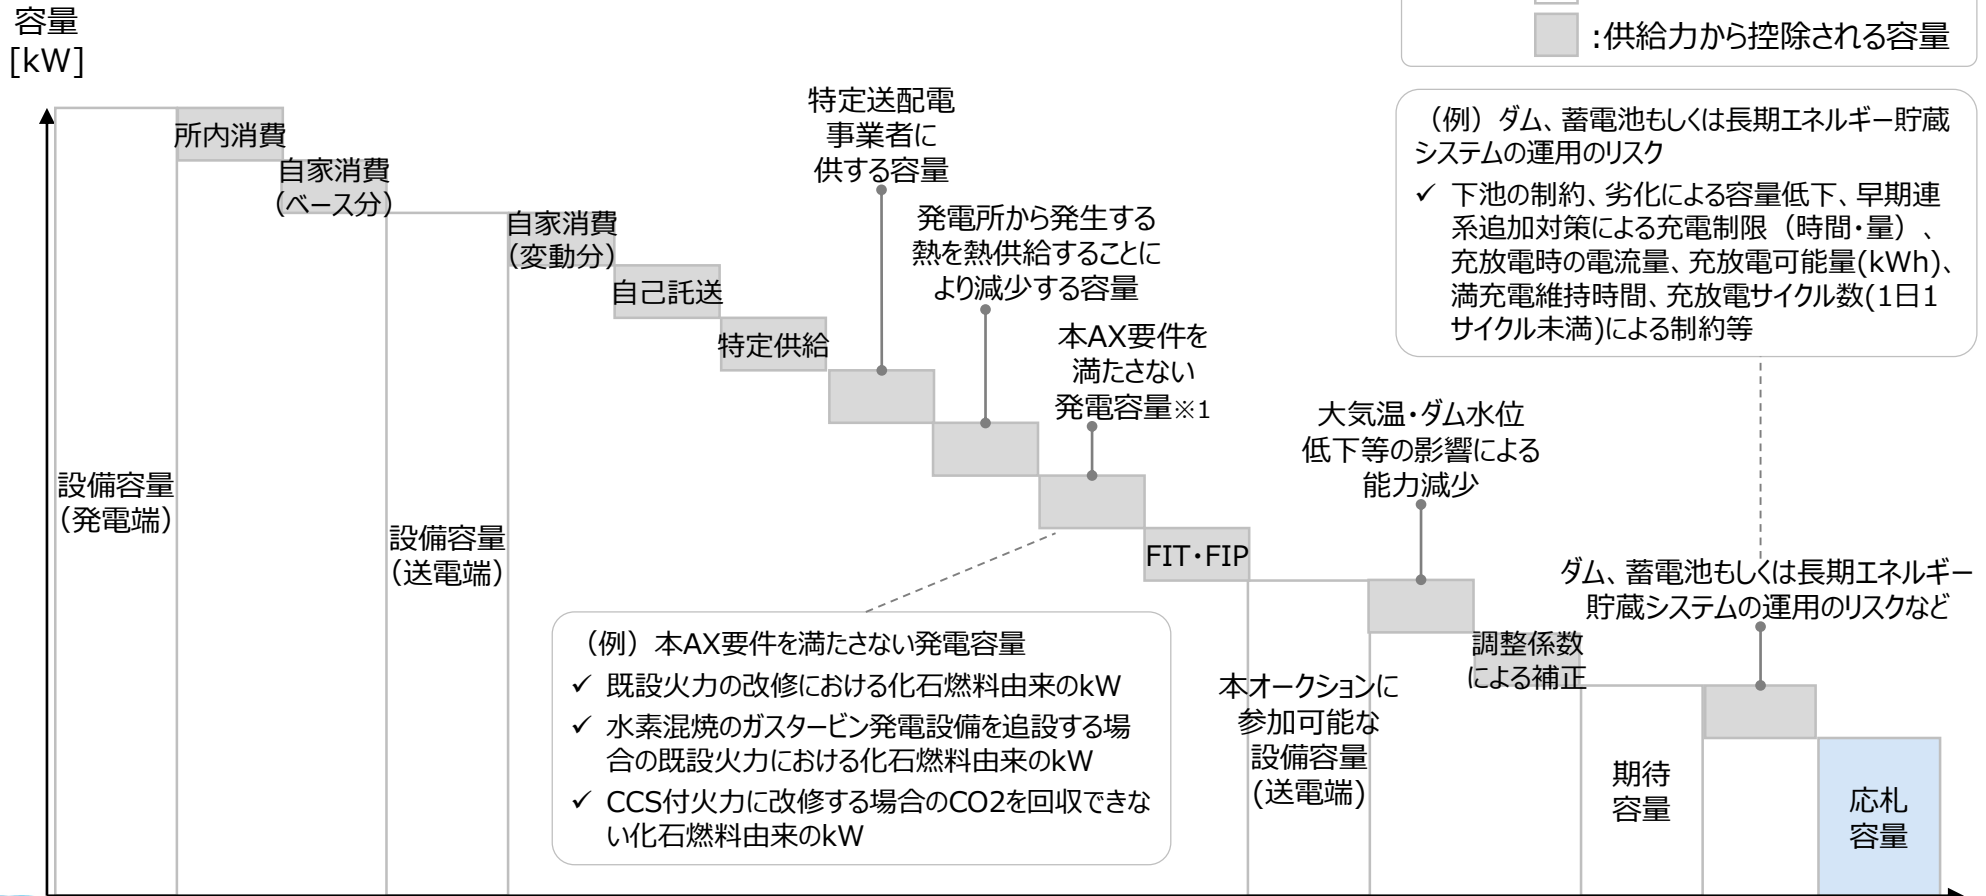 容量
[kW]
:供給力から控除される容量
所内消費
自家消費
（ベース分）
設備容量
（発電端）
設備容量
（送電端）
自家消費
（変動分）
自己託送
特定供給
特定送配電
事業者に
供する容量
発電所から発生する
熱を熱供給することに
より減少する容量
本AX要件を
満たさない
発電容量※1
FIT・FIP
（例）本AX要件を満たさない発電容量
✓ 既設火力の改修における化石燃料由来のkW
✓ 水素混焼のガスタービン発電設備を追設する場
合の既設火力における化石燃料由来のkW
✓ CCS付火力に改修する場合のCO2を回収できな
い化石燃料由来のkW
本オークションに
参加可能な
設備容量
(送電端)
大気温・ダム水位
低下等の影響による
能力減少
調整係数
による補正
期待
容量
（例）ダム、蓄電池もしくは長期エネルギー貯蔵
システムの運用のリスク
✓ 下池の制約、劣化による容量低下、早期連
系追加対策による充電制限（時間・量）、
充放電時の電流量、充放電可能量(kWh)、
満充電維持時間、充放電サイクル数(1日1
サイクル未満)による制約等
ダム、蓄電池もしくは長期エネルギー
貯蔵システムの運用のリスクなど
応札
容量